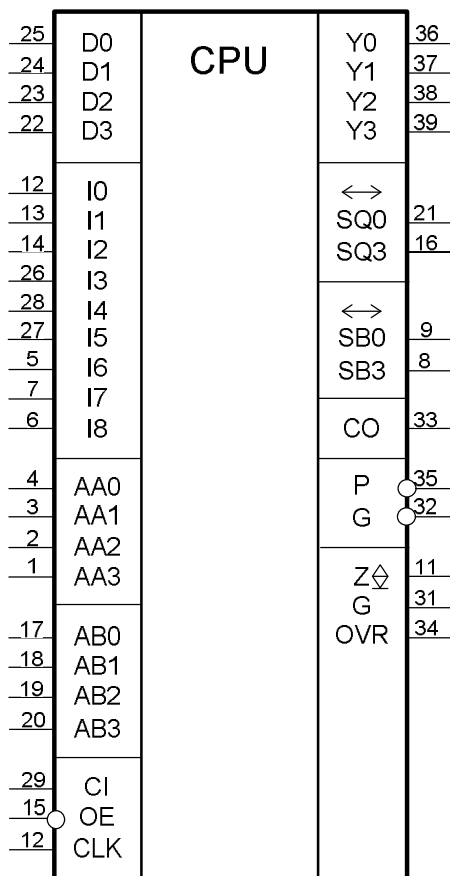 CPU
25 D0 Y0 36
24 D1 Y1 37
23 D2 Y2 38
22 D3 Y3 39
12 I0
13 I1 SQ0 21
14 I2 SQ3 16
26 I3
28 I4
27 I5 SB0 9
5 I6 SB3 8
7 I7
6 I8 CO 33
4 AA0 P 35
3 AA1 G 32
2 AA2
1 AA3 Z 11
G 31
17 AB0 OVR 34
18 AB1
19 AB2
20 AB3
29 CI
15 OE
12 CLK